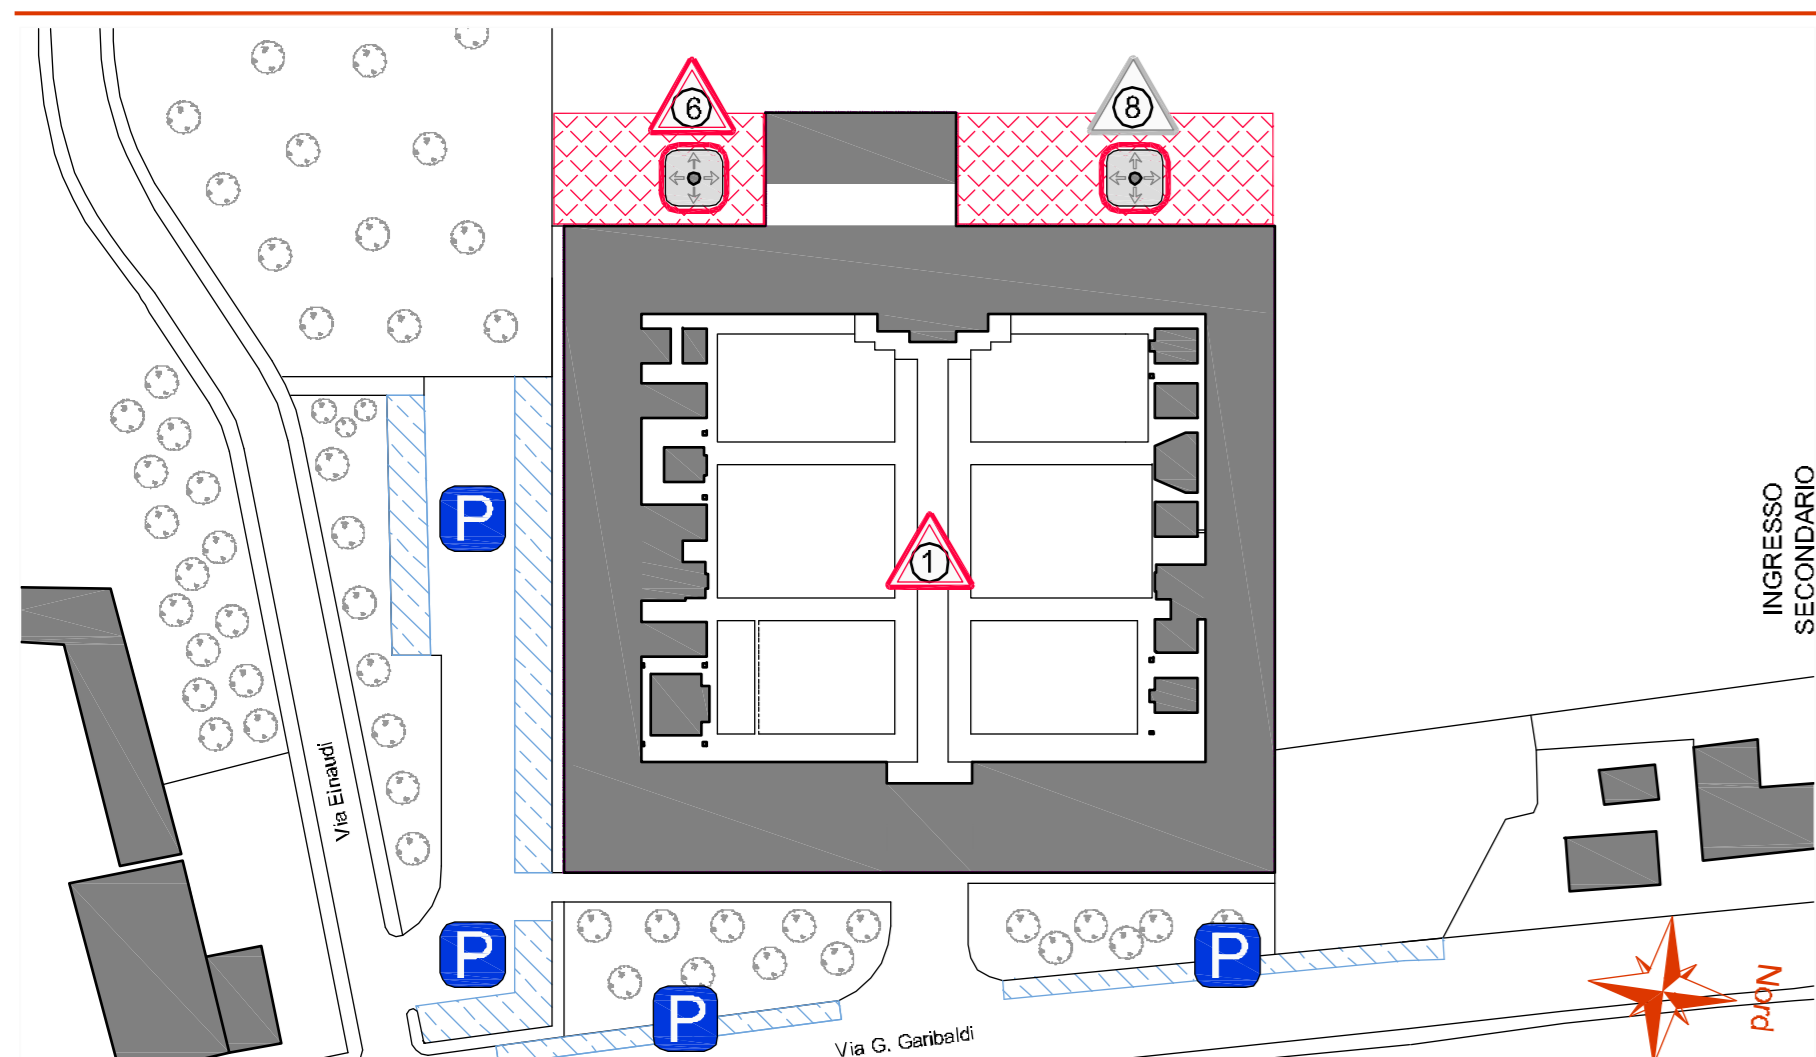 6
8
P
1
INGRESSO
SECONDARIO
Via Einaudi
P
P
P
Via G. Garibaldi
Nord